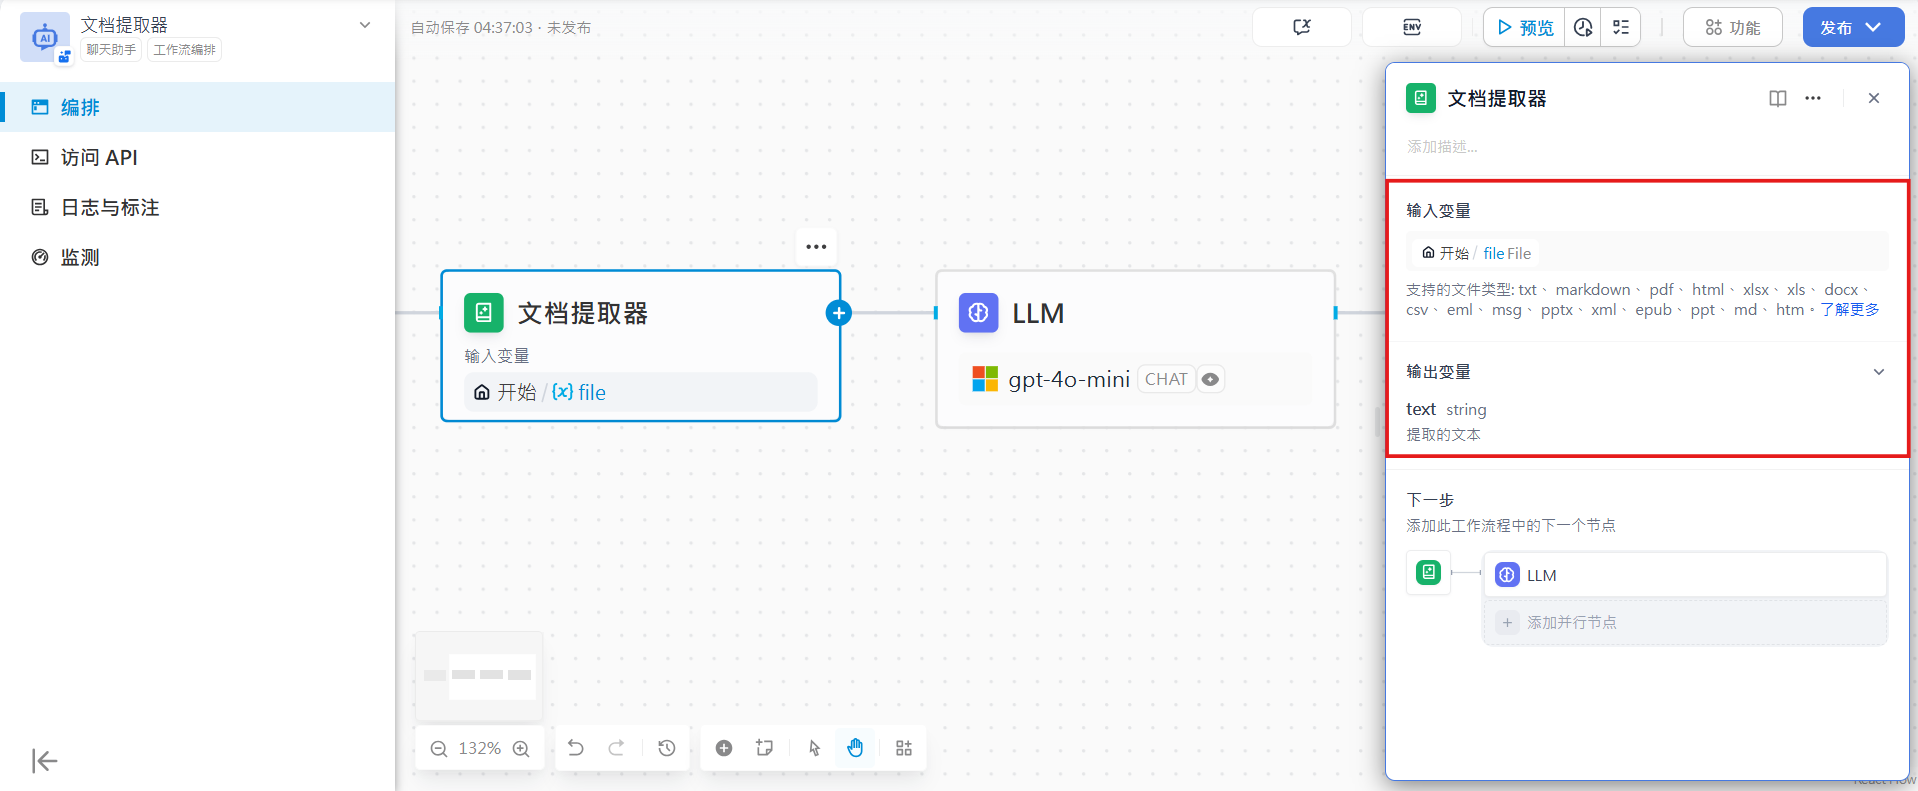 文档提取器
聊天助手 工作流编排
编排
访问 API
日志与标注
监测
自动保存 04:37:03 · 未发布
ENV
预览
功能
发布
文档提取器
输入变量
开始 / {x} file
LLM
gpt-4o-mini CHAT
132%
文档提取器
添加描述...
输入变量
开始 / file File
支持的文件类型: txt、 markdown、 pdf、 html、 xlsx、 xls、 docx、
csv、 eml、 msg、 pptx、 xml、 epub、 ppt、 md、 htm。了解更多
输出变量
text string
提取的文本
下一步
添加此工作流程中的下一个节点
LLM
添加并行节点
React Flow